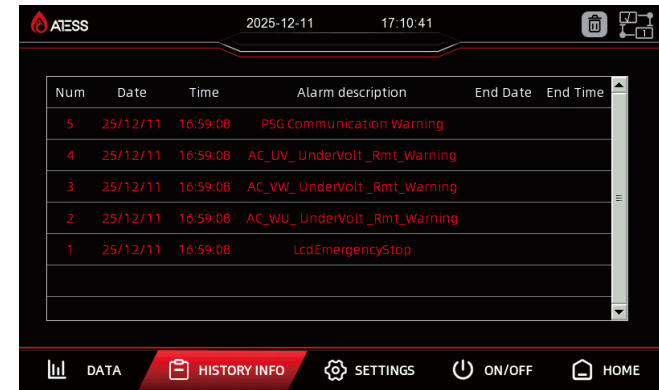 ATESS 2025-12-11 17:10:41
1
Num Date Time Alarm description End Date End Time
5 25/12/11 16:59:08 PSG Communication Warning
4 25/12/11 16:59:08 AC_UV_ UnderVolt _Rmt_Warning
3 25/12/11 16:59:08 AC_VW_ UnderVolt _Rmt_Warning
2 25/12/11 16:59:08 AC_WU_ UnderVolt _Rmt_Warning
1 25/12/11 16:59:08 LcdEmergencyStop
DATA HISTORY INFO SETTINGS ON/OFF HOME